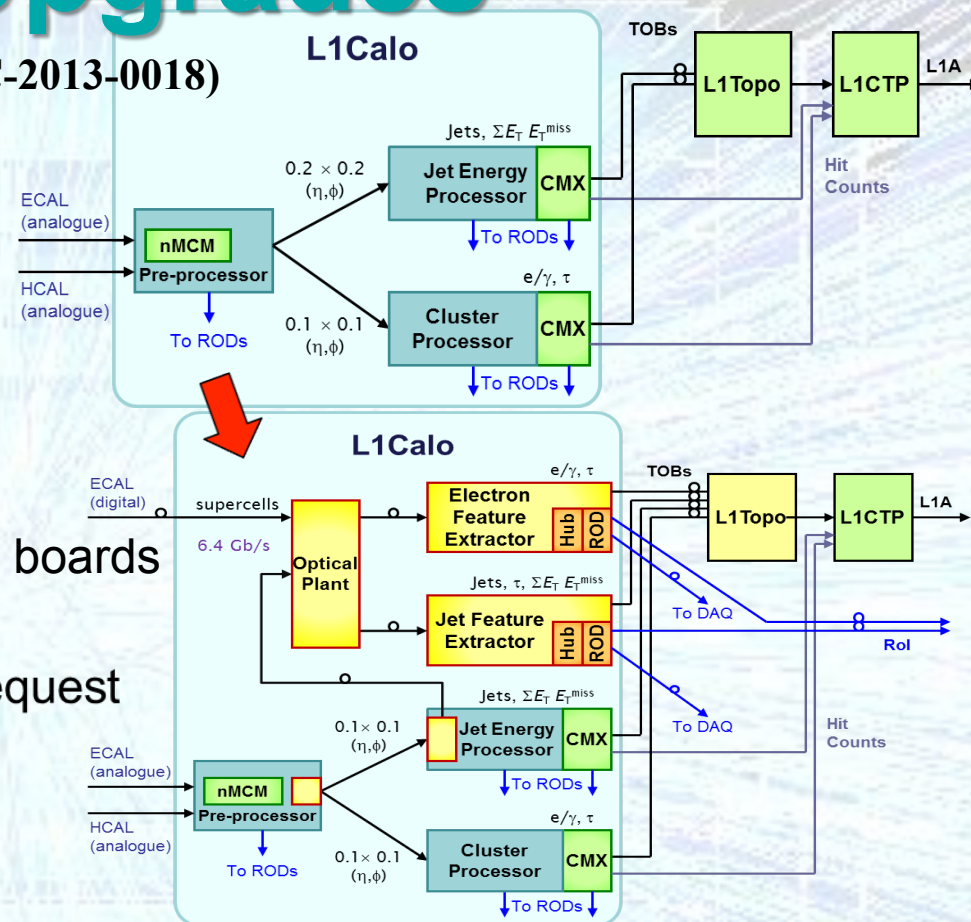 L1Calo
-2013-0018)
TOBs
L1Topo
L1CTP
L1A
Jets, ΣE_T E_T^miss
0.2 × 0.2
(η,ϕ)
Jet Energy
Processor
CMX
Hit
Counts
ECAL
(analogue)
nMCM
Pre-processor
To RODs
HCAL
(analogue)
To RODs
e/γ, τ
0.1 × 0.1
(η,ϕ)
Cluster
Processor
CMX
To RODs
L1Calo
ECAL
(digital)
supercells
6.4 Gb/s
Optical
Plant
e/γ, τ
Electron
Feature
Extractor
Hub
ROD
TOBs
L1Topo
L1CTP
L1A
boards
Jets, τ, ΣE_T E_T^miss
Jet Feature
Extractor
Hub
ROD
To DAQ
RoI
equest
Jets, ΣE_T E_T^miss
0.1× 0.1
(η,ϕ)
Jet Energy
Processor
CMX
To DAQ
Hit
Counts
To RODs
ECAL
(analogue)
nMCM
Pre-processor
HCAL
(analogue)
To RODs
e/γ, τ
0.1× 0.1
(η,ϕ)
Cluster
Processor
CMX
To RODs